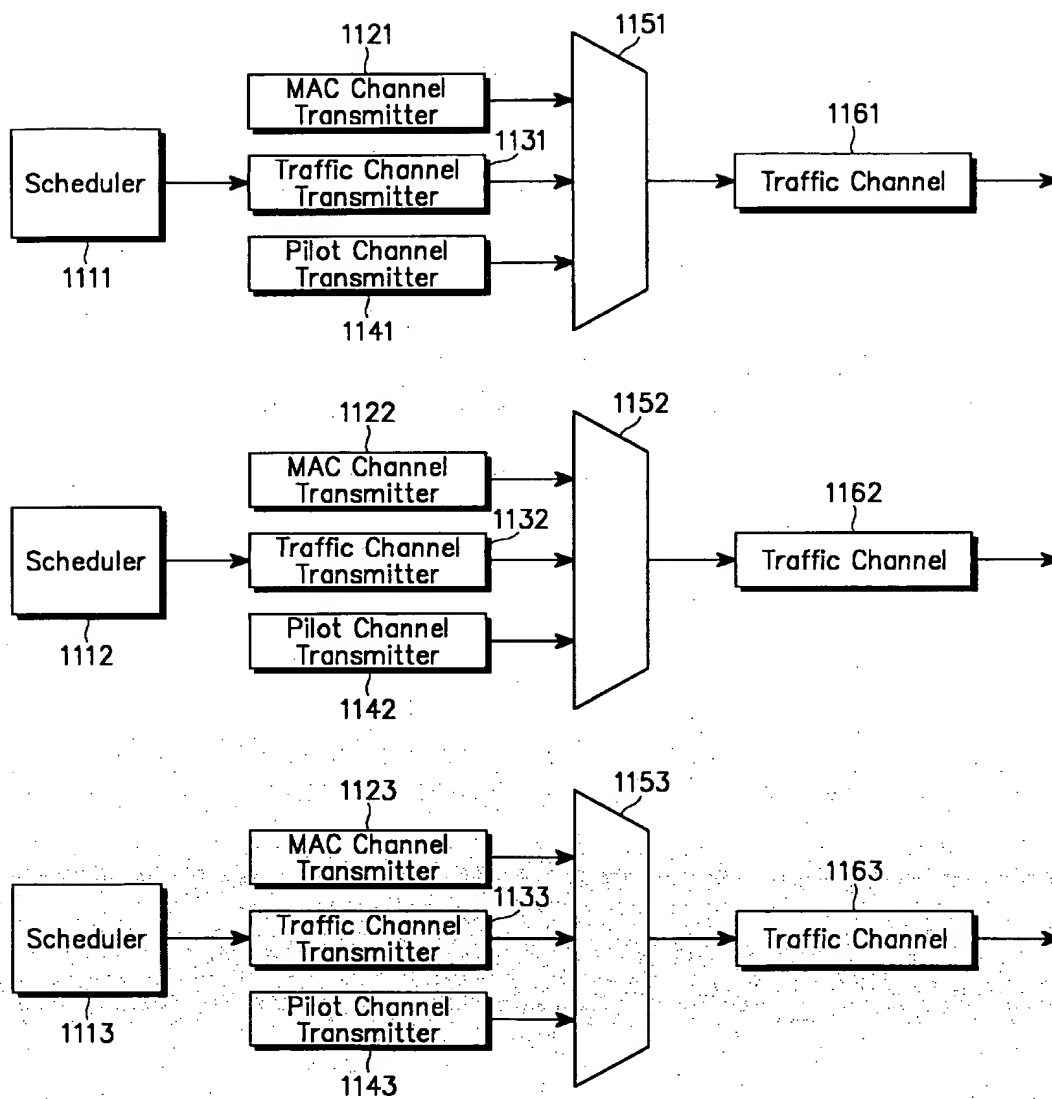 1121
1151
MAC Channel
Transmitter
1131
1161
Scheduler
Traffic Channel
Transmitter
Traffic Channel
Pilot Channel
Transmitter
1111
1141
1122
1152
MAC Channel
Transmitter
1132
1162
Scheduler
Traffic Channel
Transmitter
Traffic Channel
Pilot Channel
Transmitter
1112
1142
1123
1153
MAC Channel
Transmitter
1133
1163
Scheduler
Traffic Channel
Transmitter
Traffic Channel
Pilot Channel
Transmitter
1113
1143